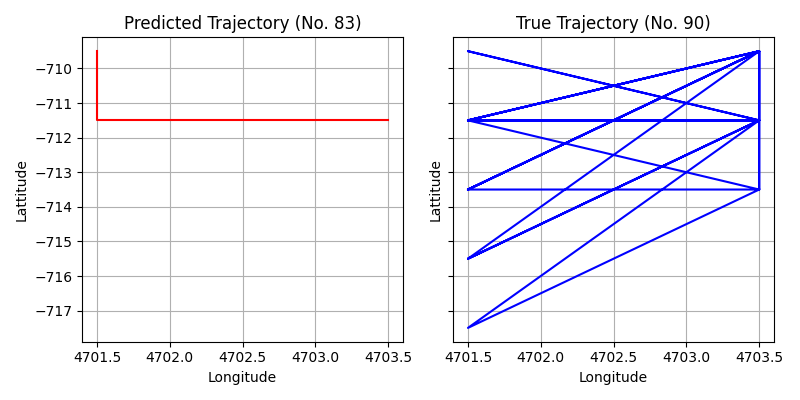 Predicted Trajectory (No. 83)
True Trajectory (No. 90)
Lattitude
−710
−711
−712
−713
−714
−715
−716
−717
4701.5 4702.0 4702.5 4703.0 4703.5
Longitude
Lattitude
4701.5 4702.0 4702.5 4703.0 4703.5
Longitude